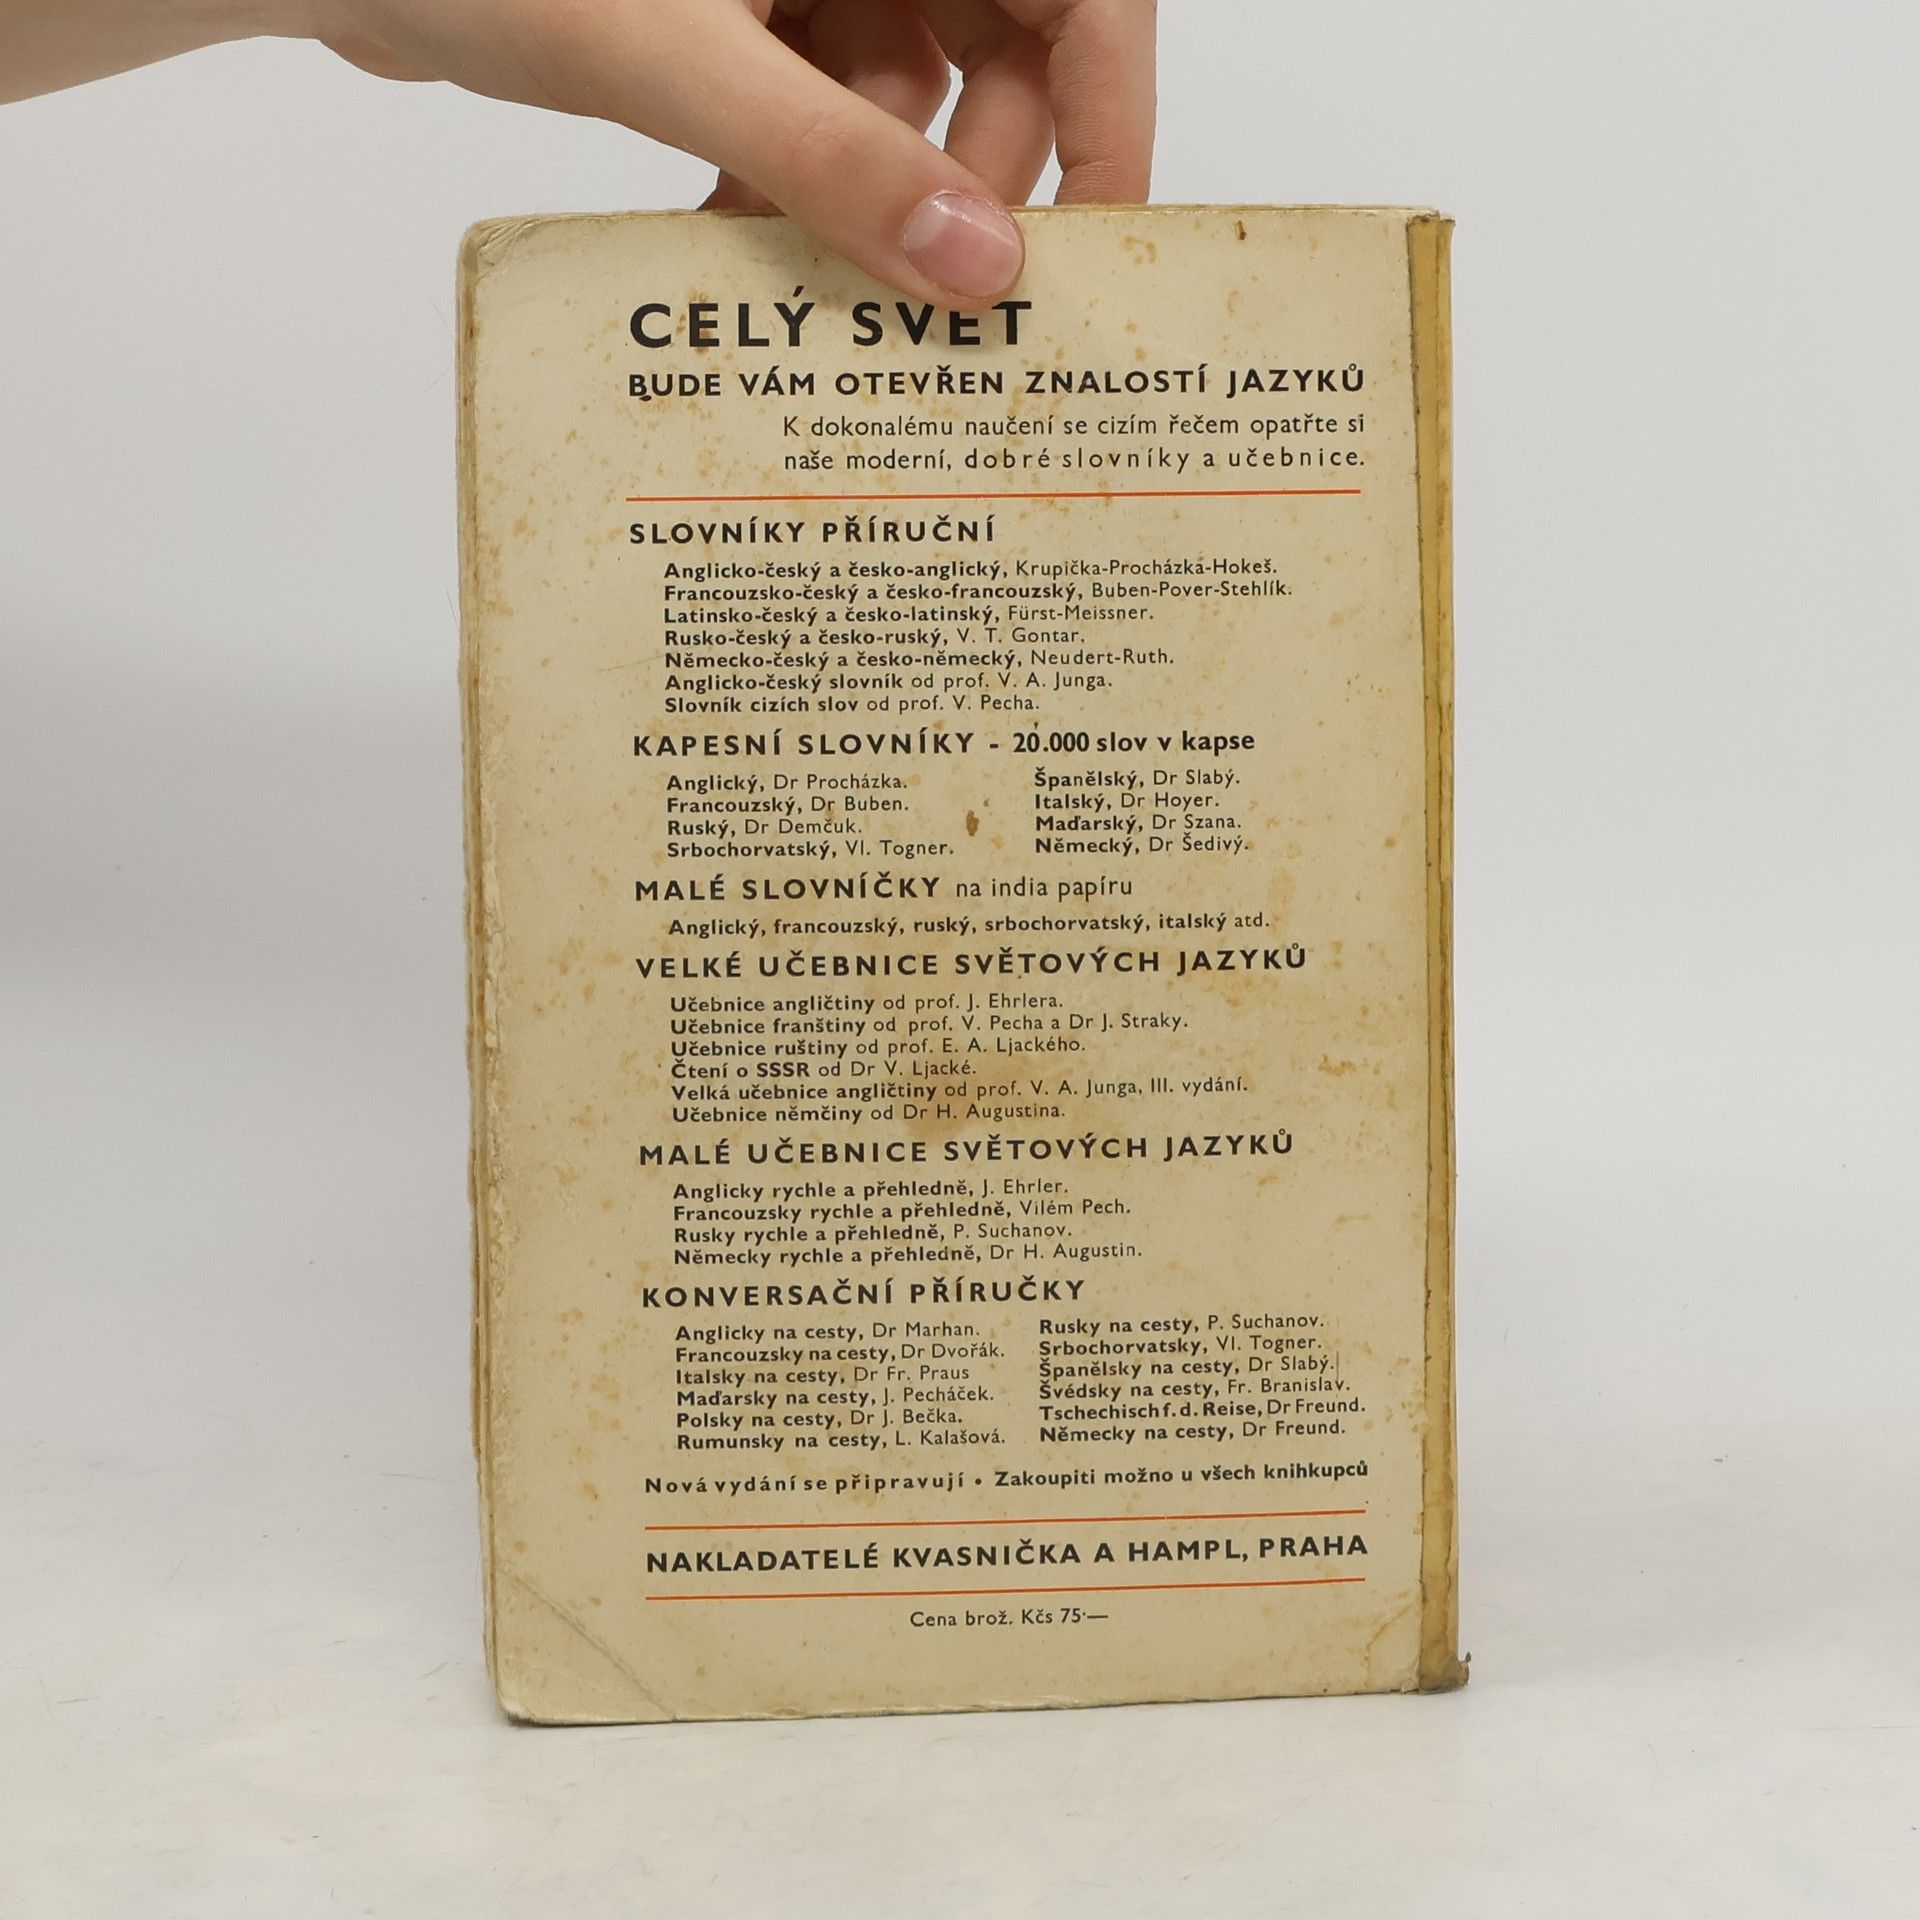 CELÝ SVĚT
BUDE VÁM OTEVŘEN ZNALOSTÍ JAZYKŮ
K dokonalému naučení se cizím řečem opatřte si
naše moderní, dobré slovníky a učebnice.
SLOVNÍKY PŘÍRUČNÍ
Anglicko-český a česko-anglický, Krupička-Procházka-Hokeš.
Francouzsko-český a česko-francouzský, Buben-Pover-Stehlík.
Latinsko-český a česko-latinský, Fürst-Meissner.
Rusko-český a česko-ruský, V. T. Gontar.
Německo-český a česko-německý, Neudert-Ruth.
Anglicko-český slovník od prof. V. A. Junga.
Slovník cizích slov od prof. V. Pecha.
KAPESNÍ SLOVNÍKY - 20.000 slov v kapse
Anglický, Dr Procházka.
Francouzský, Dr Buben.
Ruský, Dr Demčuk.
Srbochorvatský, Vl. Togner.
Španělský, Dr Slabý.
Italský, Dr Hoyer.
Maďarský, Dr Szana.
Německý, Dr Šedivý.
MALÉ SLOVNÍČKY na india papíru
Anglický, francouzský, ruský, srbochorvatský, italský atd.
VELKÉ UČEBNICE SVĚTOVÝCH JAZYKŮ
Učebnice angličtiny od prof. J. Ehrlera.
Učebnice franštiny od prof. V. Pecha a Dr J. Straky.
Učebnice ruštiny od prof. E. A. Ljackého.
Čtení o SSSR od Dr V. Ljacké.
Velká učebnice angličtiny od prof. V. A. Junga, III. vydání.
Učebnice němčiny od Dr H. Augustina.
MALÉ UČEBNICE SVĚTOVÝCH JAZYKŮ
Anglicky rychle a přehledně, J. Ehrler.
Francouzsky rychle a přehledně, Vilém Pech.
Rusky rychle a přehledně, P. Suchanov.
Německy rychle a přehledně, Dr H. Augustin.
KONVERSAČNÍ PŘÍRUČKY
Anglicky na cesty, Dr Marhan.
Francouzsky na cesty, Dr Dvořák.
Italsky na cesty, Dr Fr. Praus
Maďarsky na cesty, J. Pecháček.
Polsky na cesty, Dr J. Bečka.
Rumunsky na cesty, L. Kalašová.
Rusky na cesty, P. Suchanov.
Srbochorvatsky, Vl. Togner.
Španělsky na cesty, Dr Slabý.
Švédsky na cesty, Fr. Branislav.
Tschechisch f. d. Reise, Dr Freund.
Německy na cesty, Dr Freund.
Nová vydání se připravují • Zakoupiti možno u všech knihkupců
NAKLADATELÉ KVASNIČKA A HAMPL, PRAHA
Cena brož. Kčs 75·—